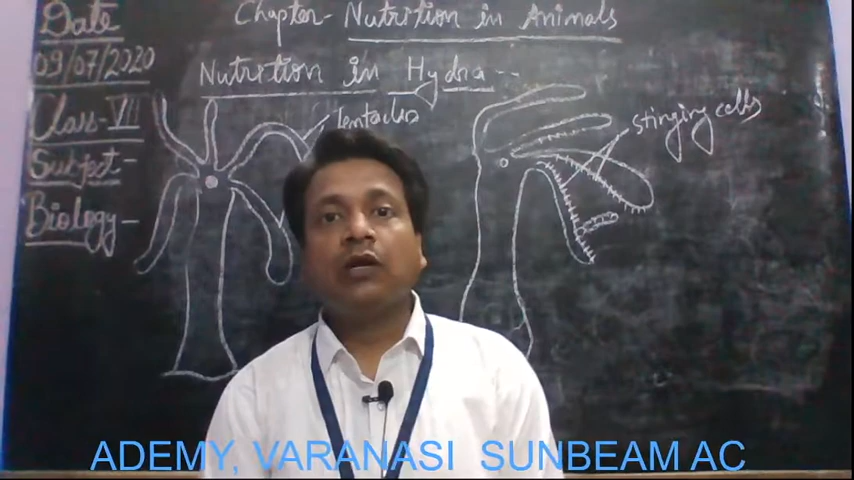 Chapter- Nutrition in Animals
Date
09/07/2020
Class-VII
Subject-
Biology-
Nutrition in Hydra --
Tentacles
stinging cells
ADEMY, VARANASI SUNBEAM AC